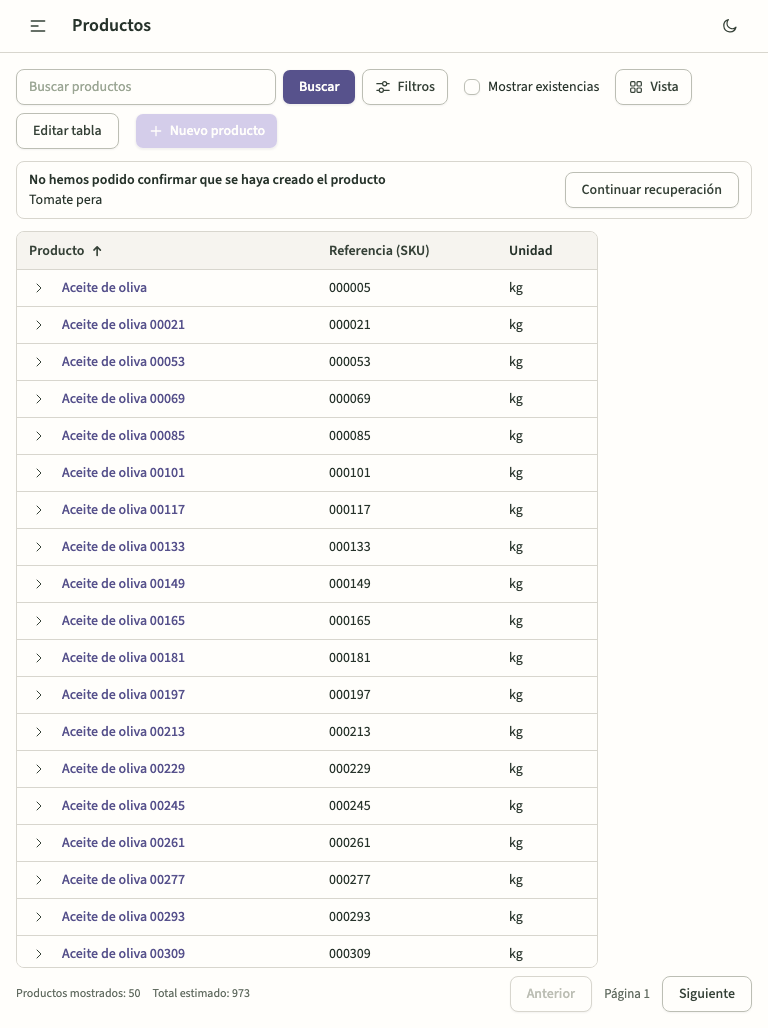 Productos
Buscar productos
Buscar
Filtros
Mostrar existencias
Vista
Editar tabla
Nuevo producto
No hemos podido confirmar que se haya creado el producto
Tomate pera
Continuar recuperación
Producto Referencia (SKU) Unidad
Aceite de oliva 000005 kg
Aceite de oliva 00021 000021 kg
Aceite de oliva 00053 000053 kg
Aceite de oliva 00069 000069 kg
Aceite de oliva 00085 000085 kg
Aceite de oliva 00101 000101 kg
Aceite de oliva 00117 000117 kg
Aceite de oliva 00133 000133 kg
Aceite de oliva 00149 000149 kg
Aceite de oliva 00165 000165 kg
Aceite de oliva 00181 000181 kg
Aceite de oliva 00197 000197 kg
Aceite de oliva 00213 000213 kg
Aceite de oliva 00229 000229 kg
Aceite de oliva 00245 000245 kg
Aceite de oliva 00261 000261 kg
Aceite de oliva 00277 000277 kg
Aceite de oliva 00293 000293 kg
Aceite de oliva 00309 000309 kg
Productos mostrados: 50 Total estimado: 973
Anterior
Página 1
Siguiente